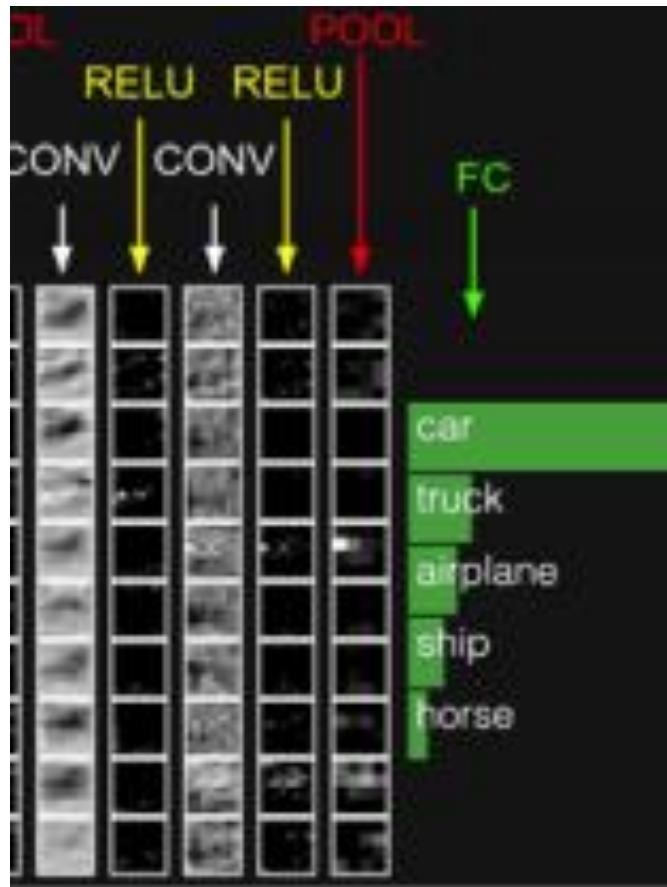 POOL
RELU RELU
CONV CONV
FC
car
truck
airplane
ship
horse